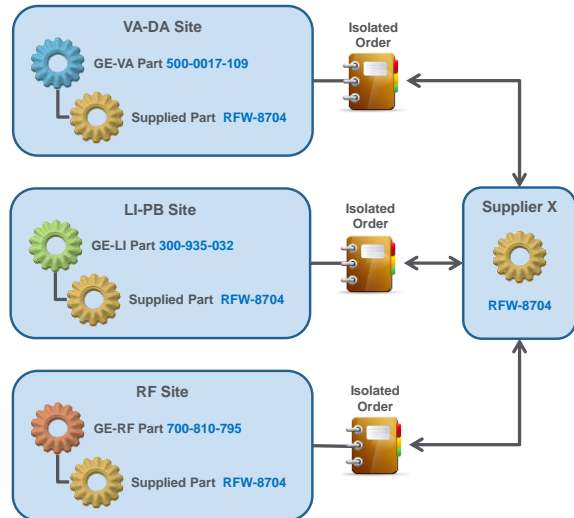 VA-DA Site
GE-VA Part 500-0017-109
Supplied Part RFW-8704
Isolated
Order
LI-PB Site
GE-LI Part 300-935-032
Supplied Part RFW-8704
Isolated
Order
Supplier X
RFW-8704
RF Site
GE-RF Part 700-810-795
Supplied Part RFW-8704
Isolated
Order